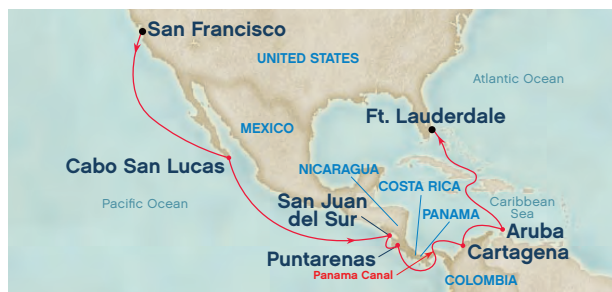 San Francisco
UNITED STATES
Atlantic Ocean
Ft. Lauderdale
MEXICO
Cabo San Lucas
NICARAGUA
COSTA RICA
Pacific Ocean
San Juan
del Sur
PANAMA
Caribbean
Sea
Aruba
Puntarenas
Cartagena
Panama Canal
COLOMBIA